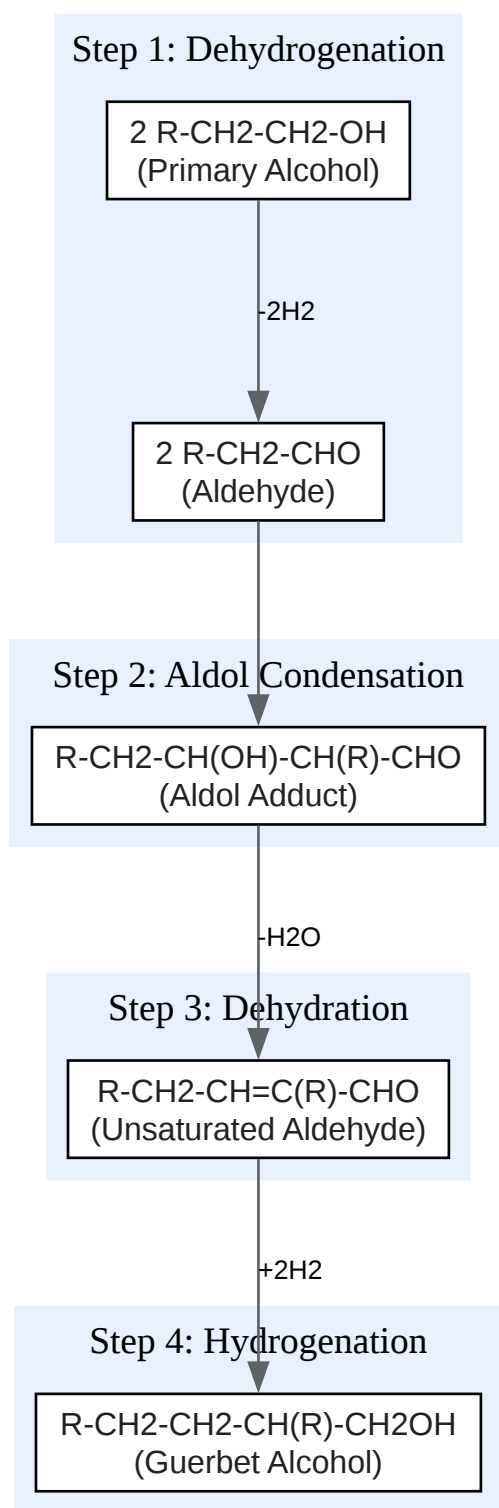 Step 1: Dehydrogenation
2 R-CH2-CH2-OH
(Primary Alcohol)
-2H2
2 R-CH2-CHO
(Aldehyde)
Step 2: Aldol Condensation
R-CH2-CH(OH)-CH(R)-CHO
(Aldol Adduct)
-H2O
Step 3: Dehydration
R-CH2-CH=C(R)-CHO
(Unsaturated Aldehyde)
+2H2
Step 4: Hydrogenation
R-CH2-CH2-CH(R)-CH2OH
(Guerbet Alcohol)